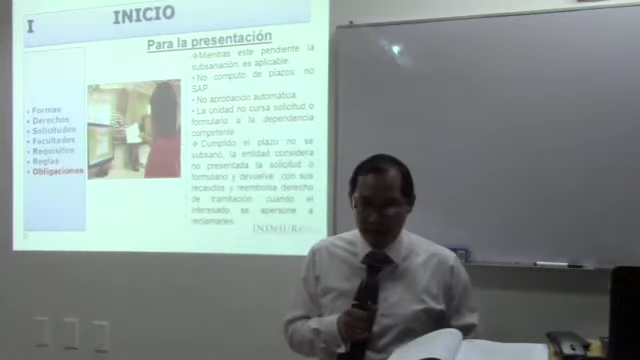 I
INICIO
Para la presentación
❖Mientras este pendiente la
subsanación, es aplicable:
- No computo de plazos: no
SAP
- No aprobación automática.
- La unidad no cursa solicitud o
formulario a la dependencia
competente
❖ Cumplido el plazo no se
subsanó, la entidad considera
no presentada la solicitud o
formulario y devuelve con sus
recaudos y reembolsa derecho
de tramitación cuando el
interesado se apersone a
reclamarles.
• Formas
• Derechos
• Solicitudes
• Facultades
• Requisitos
• Reglas
• Obligaciones